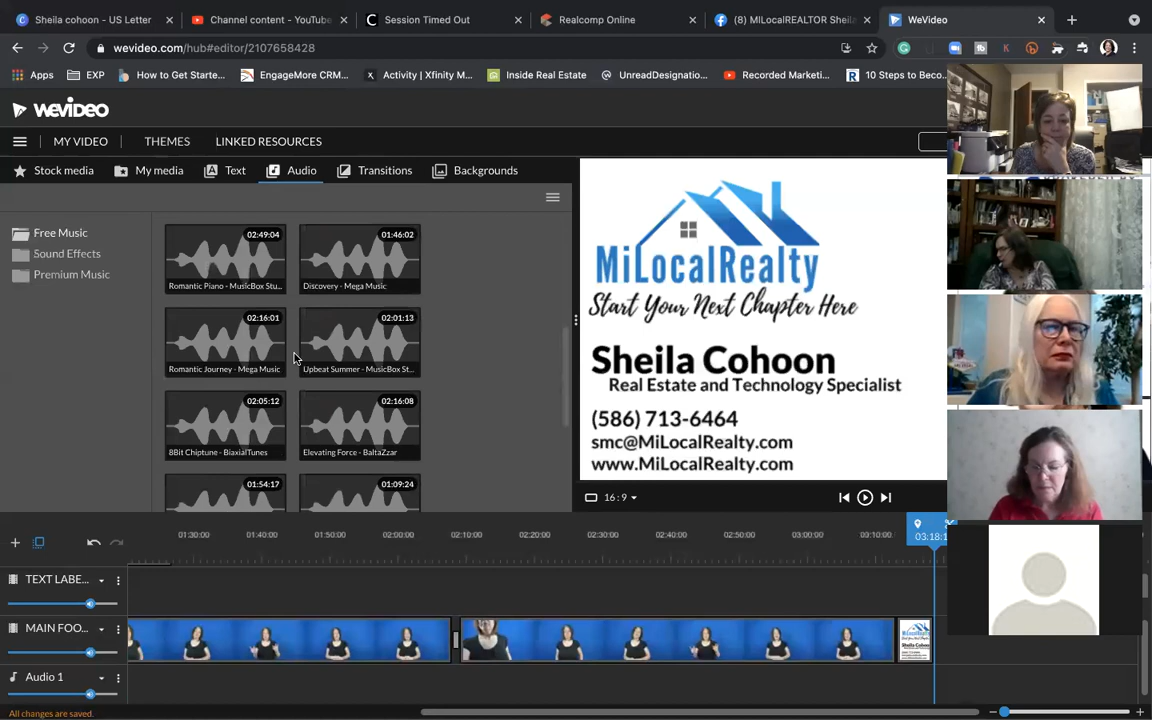 Sheila cohoon - US Letter
Channel content - YouTube
Session Timed Out
Realcomp Online
(8) MILocalREALTOR Sheila
WeVideo
wevideo.com/hub#editor/2107658428
Apps
EXP
How to Get Starte...
EngageMore CRM...
Activity | Xfinity M...
Inside Real Estate
UnreadDesignatio...
Recorded Marketi...
10 Steps to Beco...
WEVIDEO
MY VIDEO
THEMES
LINKED RESOURCES
Stock media
My media
Text
Audio
Transitions
Backgrounds
Free Music
Sound Effects
Premium Music
02:49:04
Romantic Piano - MusicBox Stu...
01:46:02
Discovery - Mega Music
02:16:01
Romantic Journey - Mega Music
02:01:13
Upbeat Summer - MusicBox St...
02:05:12
8Bit Chiptune - BiaxialTunes
02:16:08
Elevating Force - BaltaZzar
01:54:17
01:09:24
MiLocalRealty
Start Your Next Chapter Here
Sheila Cohoon
Real Estate and Technology Specialist
(586) 713-6464
smc@MiLocalRealty.com
www.MiLocalRealty.com
16:9
01:30:00
01:40:00
01:50:00
02:00:00
02:10:00
02:20:00
02:30:00
02:40:00
02:50:00
03:00:00
03:10:00
03:18:1
TEXT LABE...
MAIN FOO...
Audio 1
All changes are saved.